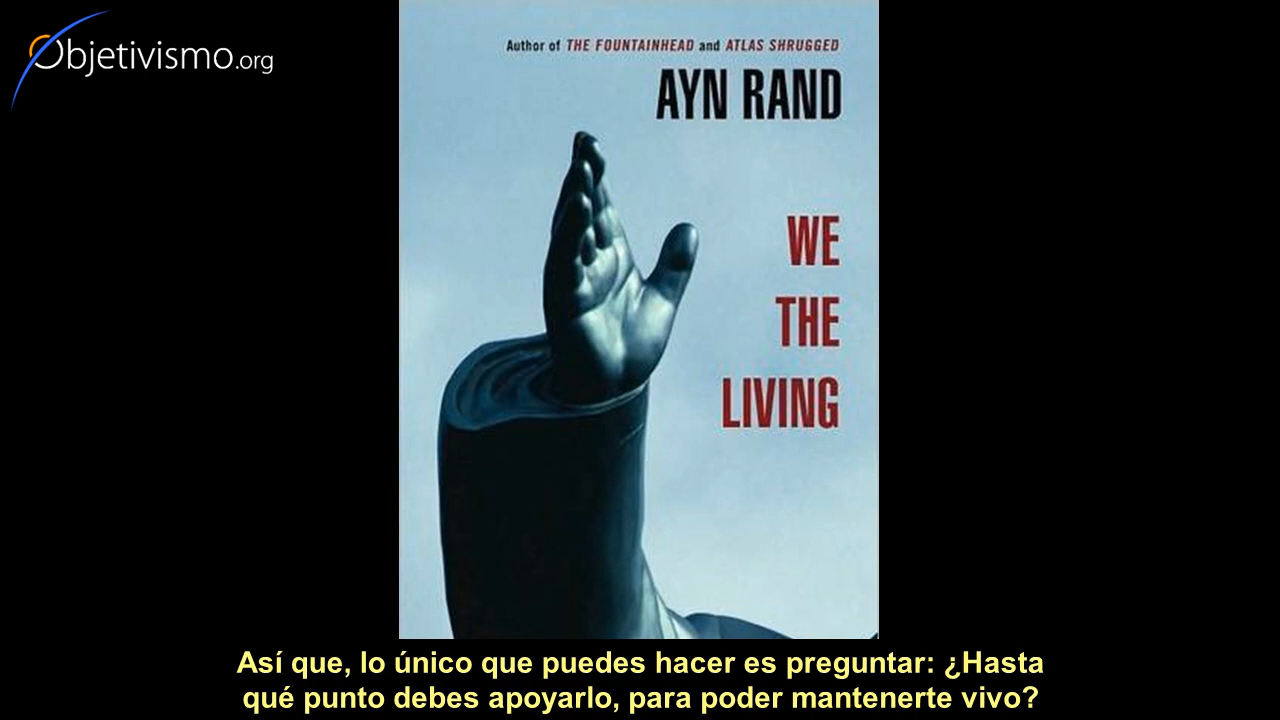 Objetivismo.org
Author of THE FOUNTAINHEAD and ATLAS SHRUGGED
AYN RAND
WE
THE
LIVING
Así que, lo único que puedes hacer es preguntar: ¿Hasta
qué punto debes apoyarlo, para poder mantenerte vivo?